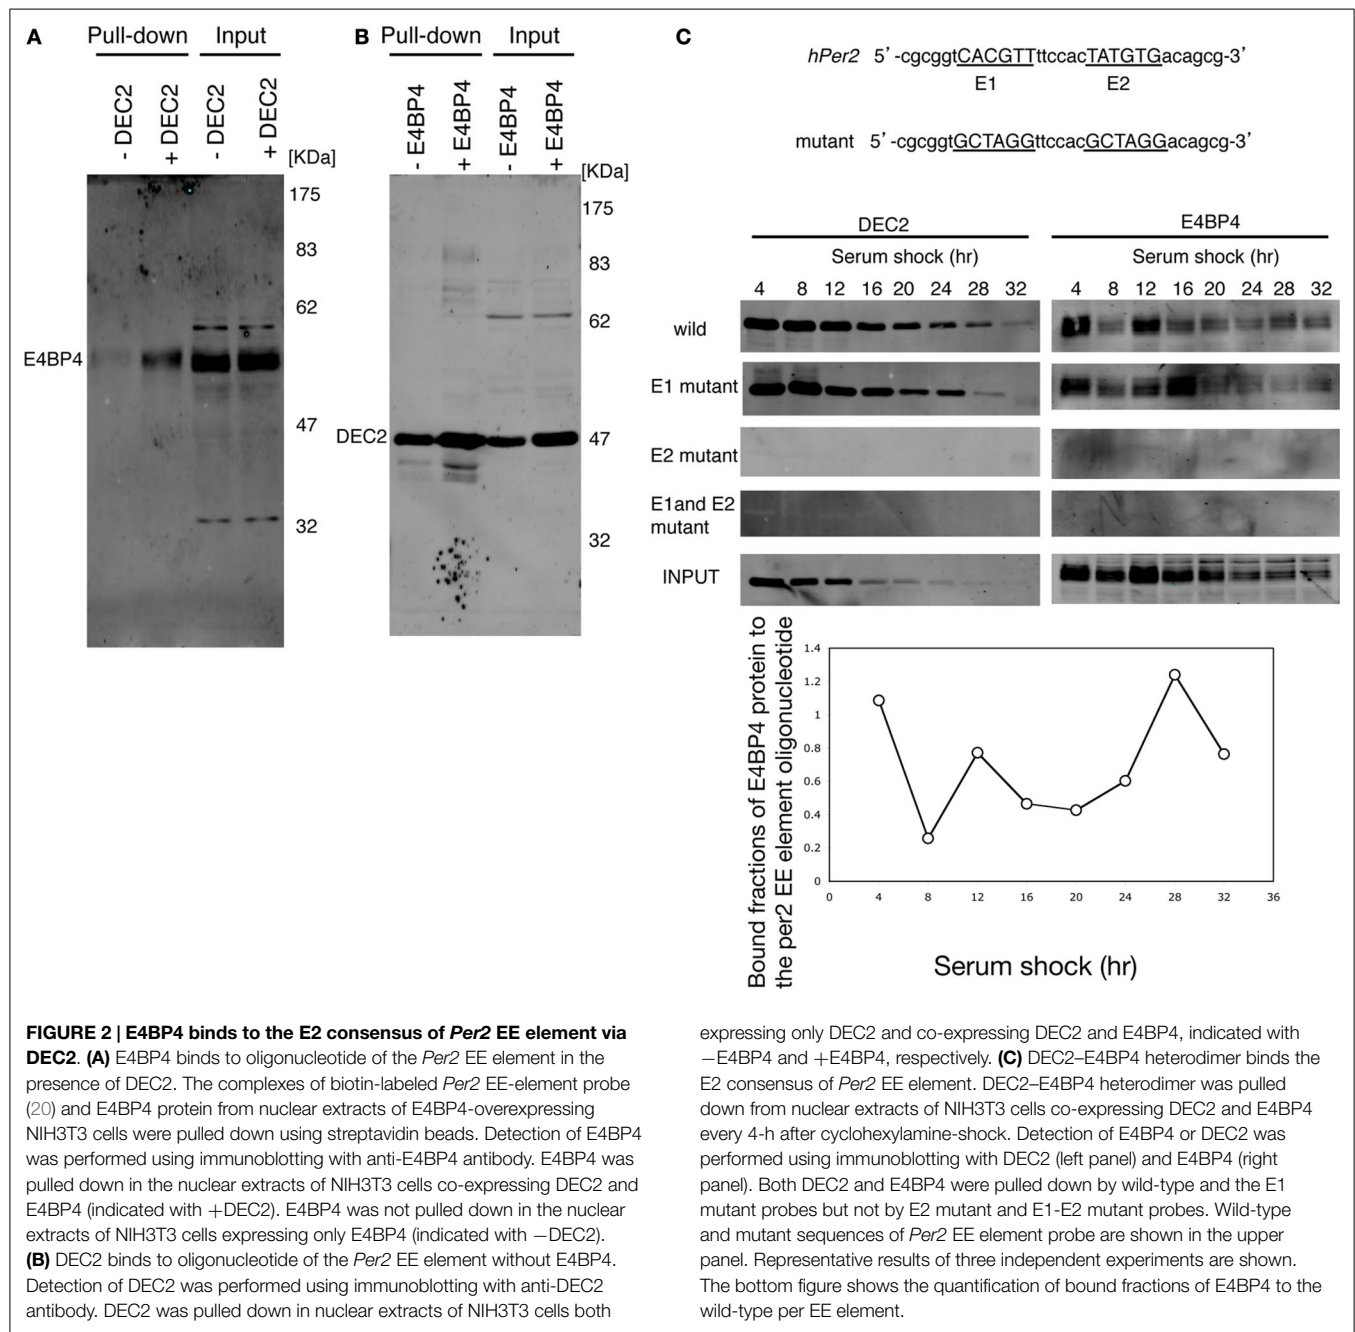 A
Pull-down Input
- DEC2
+ DEC2
- DEC2
+ DEC2
[KDa]
175
83
62
E4BP4
47
32
B
Pull-down Input
- E4BP4
+ E4BP4
- E4BP4
+ E4BP4
[KDa]
175
83
62
DEC2
47
32
C
hPer2 5’-cgcggtCACGTTttccacTATGTGacagcg-3’
E1 E2
mutant 5’-cgcggtGCTAGGttccacGCTAGGacagcg-3’
DEC2 E4BP4
Serum shock (hr) Serum shock (hr)
4 8 12 16 20 24 28 32 4 8 12 16 20 24 28 32
wild
E1 mutant
E2 mutant
E1and E2
mutant
INPUT
Bound fractions of E4BP4 protein to
the per2 EE element oligonucleotide
1.4
1.2
1
0.8
0.6
0.4
0.2
0
0 4 8 12 16 20 24 28 32 36
Serum shock (hr)
FIGURE 2 | E4BP4 binds to the E2 consensus of Per2 EE element via
DEC2. (A) E4BP4 binds to oligonucleotide of the Per2 EE element in the
presence of DEC2. The complexes of biotin-labeled Per2 EE-element probe
(20) and E4BP4 protein from nuclear extracts of E4BP4-overexpressing
NIH3T3 cells were pulled down using streptavidin beads. Detection of E4BP4
was performed using immunoblotting with anti-E4BP4 antibody. E4BP4 was
pulled down in the nuclear extracts of NIH3T3 cells co-expressing DEC2 and
E4BP4 (indicated with +DEC2). E4BP4 was not pulled down in the nuclear
extracts of NIH3T3 cells expressing only E4BP4 (indicated with −DEC2).
(B) DEC2 binds to oligonucleotide of the Per2 EE element without E4BP4.
Detection of DEC2 was performed using immunoblotting with anti-DEC2
antibody. DEC2 was pulled down in nuclear extracts of NIH3T3 cells both
expressing only DEC2 and co-expressing DEC2 and E4BP4, indicated with
−E4BP4 and +E4BP4, respectively. (C) DEC2–E4BP4 heterodimer binds the
E2 consensus of Per2 EE element. DEC2–E4BP4 heterodimer was pulled
down from nuclear extracts of NIH3T3 cells co-expressing DEC2 and E4BP4
every 4-h after cyclohexylamine-shock. Detection of E4BP4 or DEC2 was
performed using immunoblotting with DEC2 (left panel) and E4BP4 (right
panel). Both DEC2 and E4BP4 were pulled down by wild-type and the E1
mutant probes but not by E2 mutant and E1-E2 mutant probes. Wild-type
and mutant sequences of Per2 EE element probe are shown in the upper
panel. Representative results of three independent experiments are shown.
The bottom figure shows the quantification of bound fractions of E4BP4 to the
wild-type per EE element.